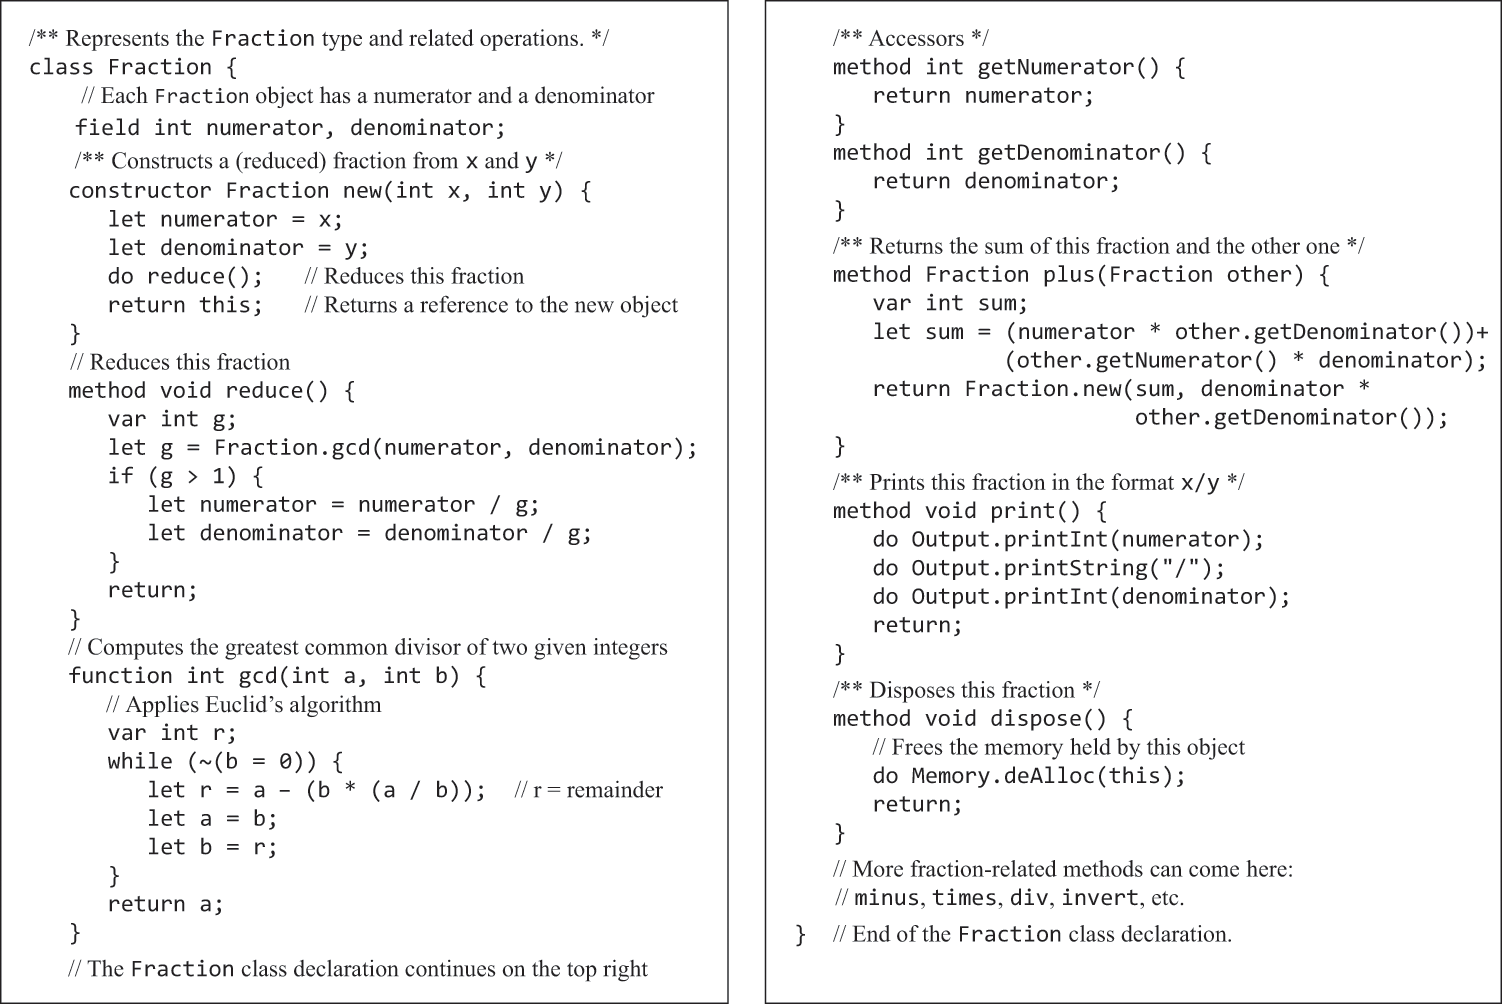 /** Represents the Fraction type and related operations. */
class Fraction {
// Each Fraction object has a numerator and a denominator
field int numerator, denominator;
/** Constructs a (reduced) fraction from x and y */
constructor Fraction new(int x, int y) {
let numerator = x;
let denominator = y;
do reduce(); // Reduces this fraction
return this; // Returns a reference to the new object
}
// Reduces this fraction
method void reduce() {
var int g;
let g = Fraction.gcd(numerator, denominator);
if (g > 1) {
let numerator = numerator / g;
let denominator = denominator / g;
}
return;
}
// Computes the greatest common divisor of two given integers
function int gcd(int a, int b) {
// Applies Euclid’s algorithm
var int r;
while (~(b = 0)) {
let r = a – (b * (a / b)); // r = remainder
let a = b;
let b = r;
}
return a;
}
// The Fraction class declaration continues on the top right
/** Accessors */
method int getNumerator() {
return numerator;
}
method int getDenominator() {
return denominator;
}
/** Returns the sum of this fraction and the other one */
method Fraction plus(Fraction other) {
var int sum;
let sum = (numerator * other.getDenominator())+
(other.getNumerator() * denominator);
return Fraction.new(sum, denominator *
other.getDenominator());
}
/** Prints this fraction in the format x/y */
method void print() {
do Output.printInt(numerator);
do Output.printString("/");
do Output.printInt(denominator);
return;
}
/** Disposes this fraction */
method void dispose() {
// Frees the memory held by this object
do Memory.deAlloc(this);
return;
}
// More fraction-related methods can come here:
// minus, times, div, invert, etc.
} // End of the Fraction class declaration.